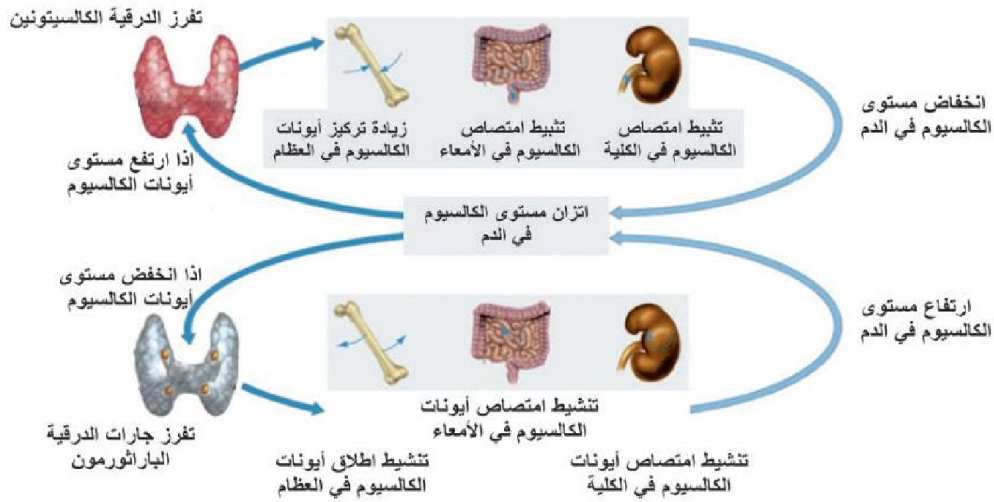 تفرز الدرقية الكالسيتونين
زيادة تركيز أيونات
الكالسيوم في العظام
تثبيط امتصاص
الكالسيوم في الأمعاء
تثبيط امتصاص
الكالسيوم في الكلية
انخفاض مستوى
الكالسيوم في الدم
اذا ارتفع مستوى
أيونات الكالسيوم
اتزان مستوى الكالسيوم
في الدم
اذا انخفض مستوى
أيونات الكالسيوم
ارتفاع مستوى
الكالسيوم في الدم
تفرز جارات الدرقية
الباراثورمون
تنشيط اطلاق أيونات
الكالسيوم في العظام
تنشيط امتصاص أيونات
الكالسيوم في الأمعاء
تنشيط امتصاص أيونات
الكالسيوم في الكلية